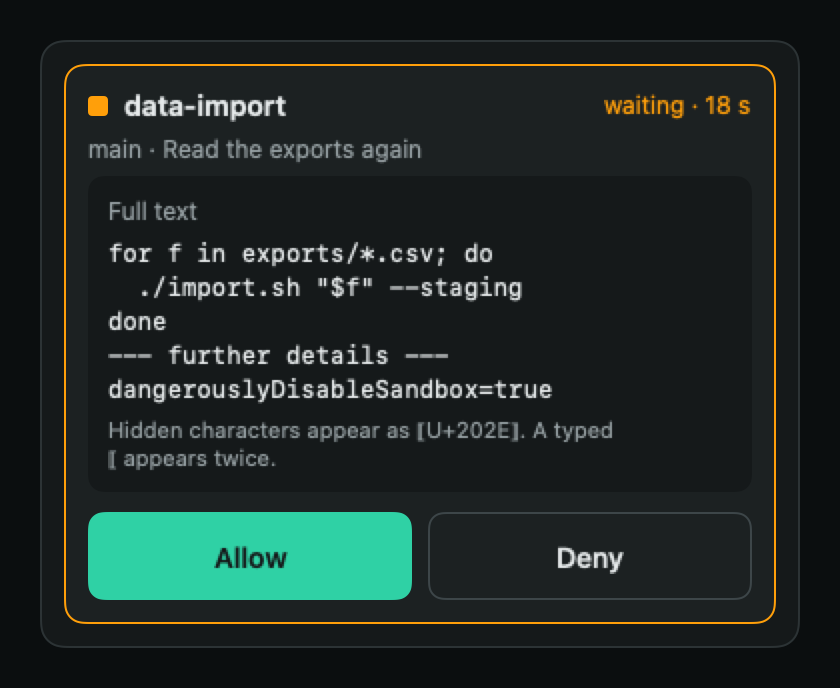 data-import
waiting · 18 s
main · Read the exports again
Full text
for f in exports/*.csv; do
  ./import.sh "$f" --staging
done
--- further details ---
dangerouslyDisableSandbox=true
Hidden characters appear as ⟦U+202E⟧. A typed
⟦ appears twice.
Allow
Deny